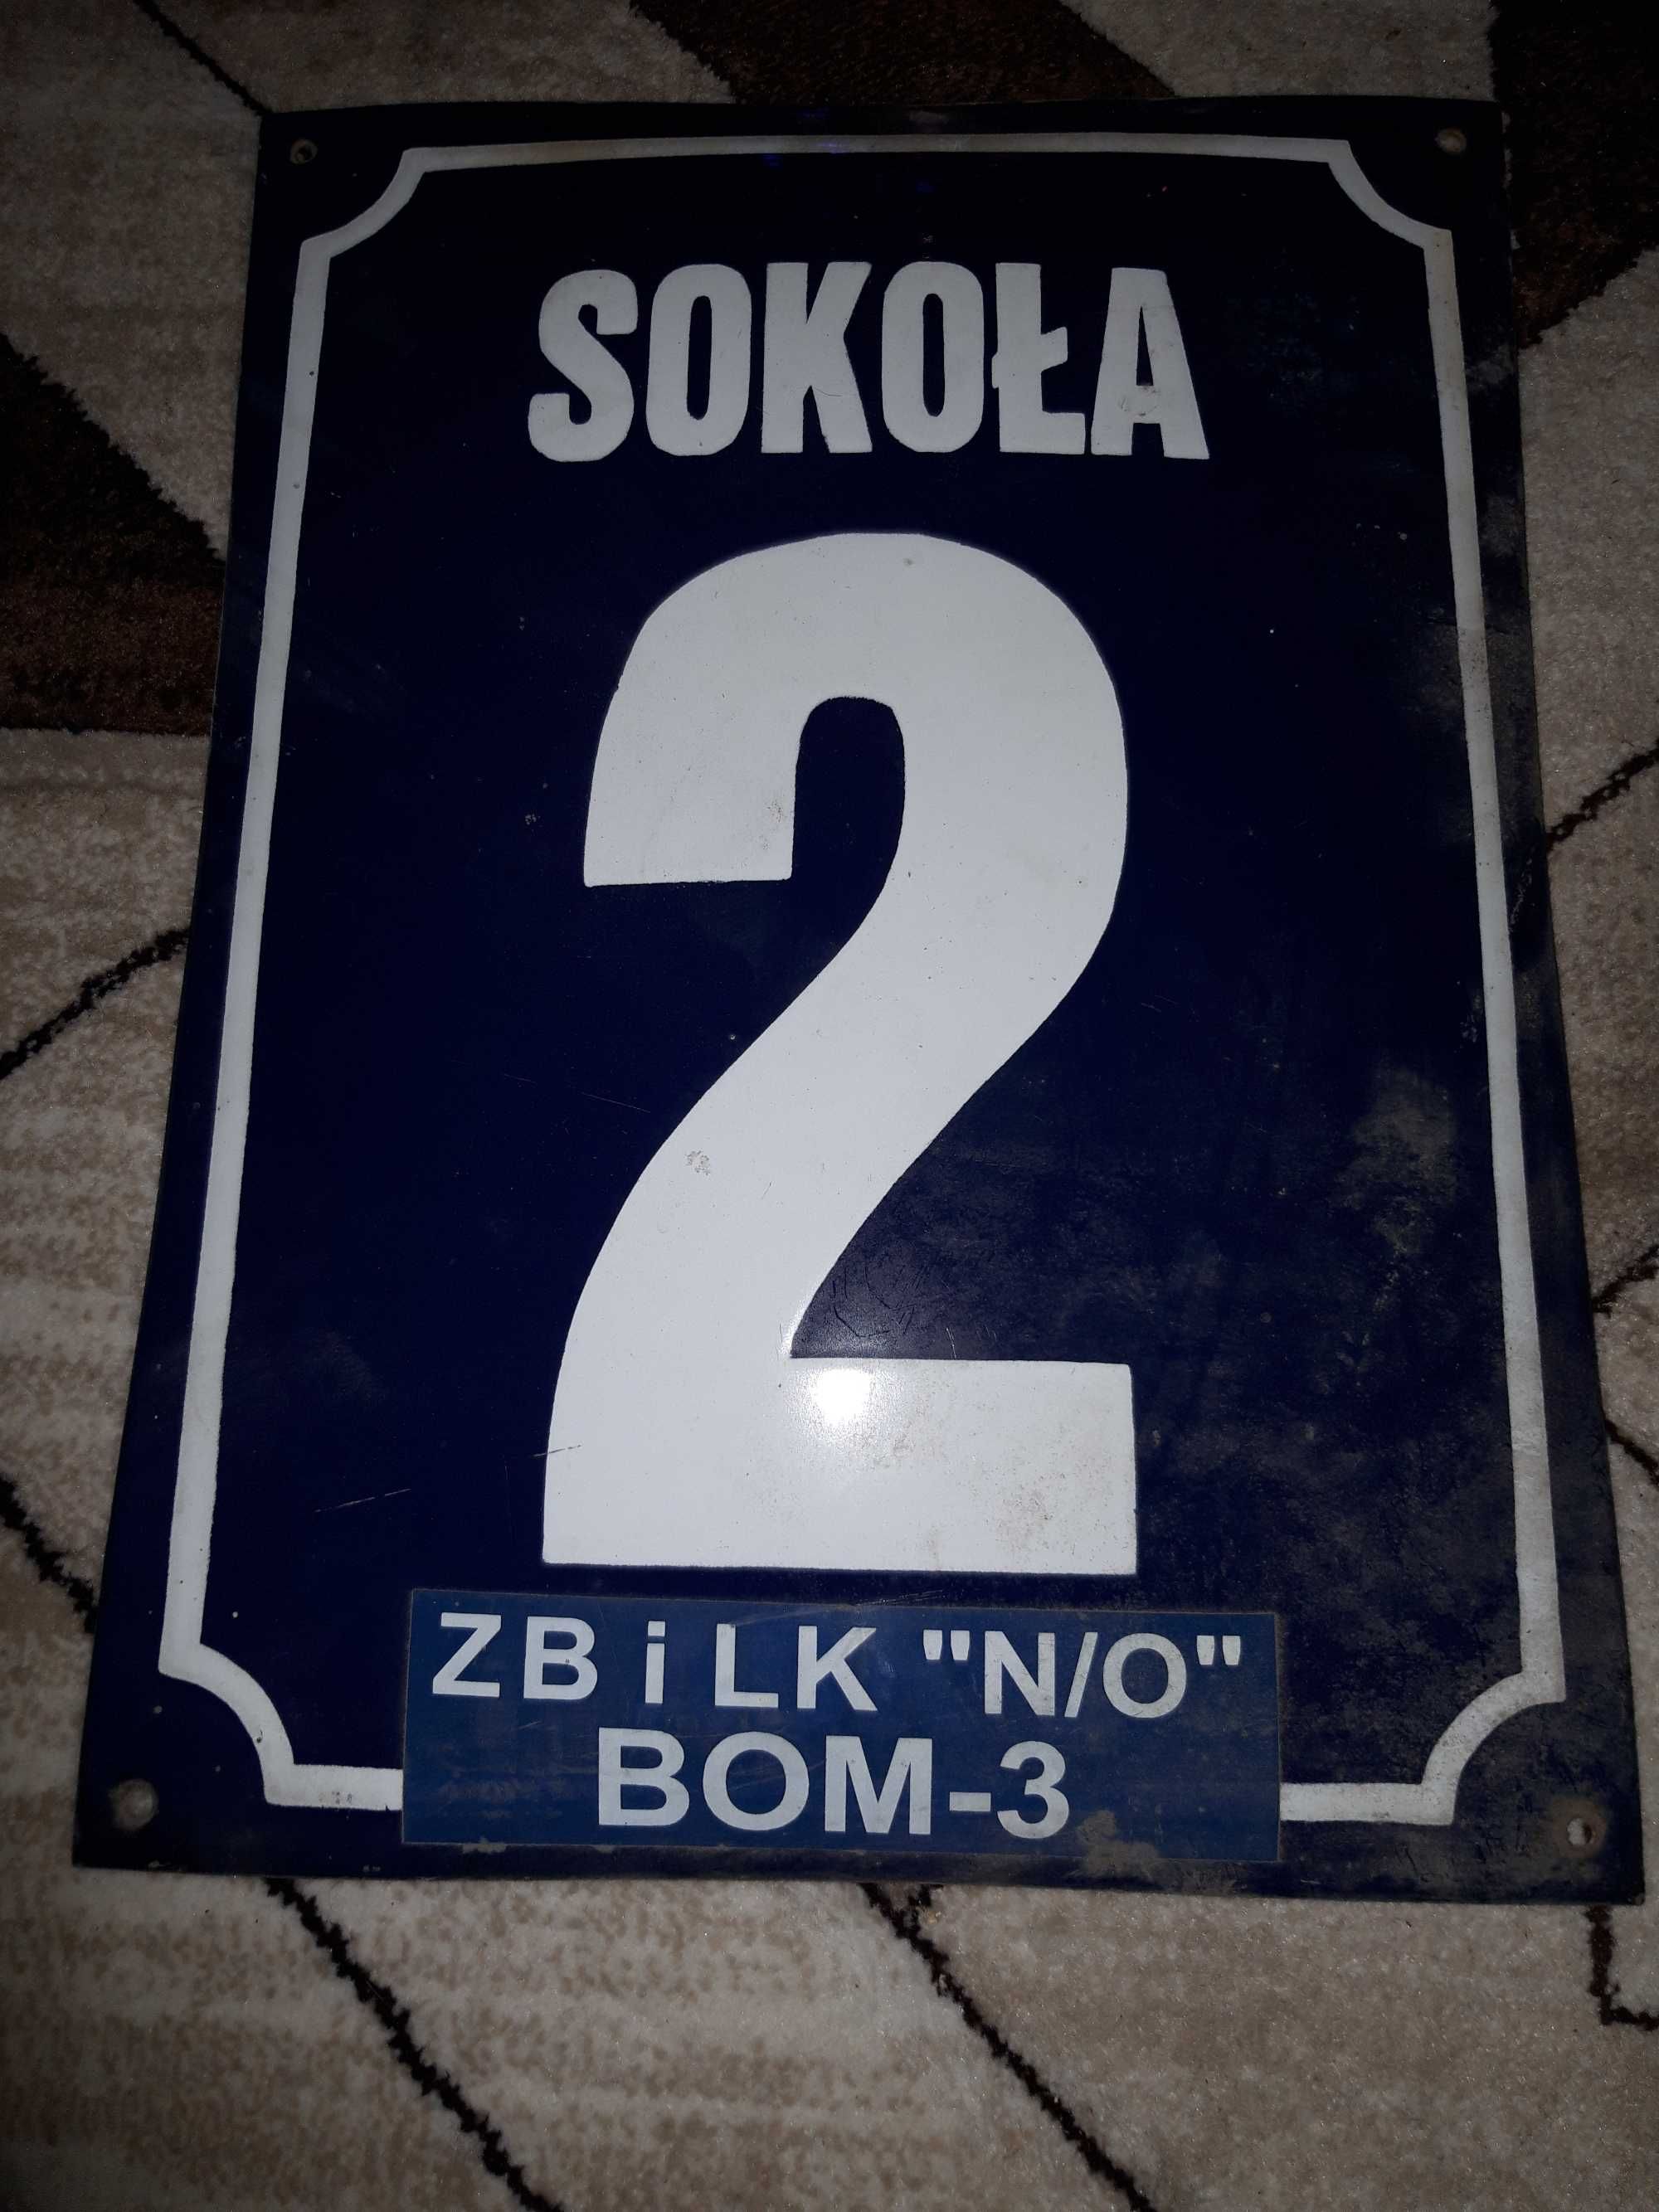 SOKOŁA
2
ZB i LK "N/O"
BOM-3